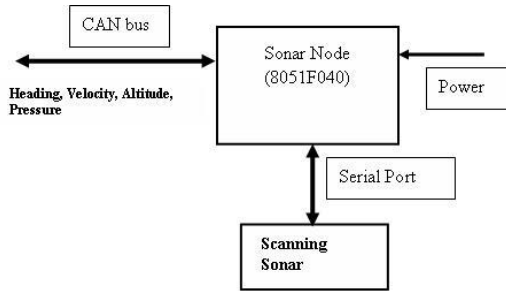 CAN bus
Sonar Node
(8051F040)
Heading, Velocity, Altitude,
Pressure
Power
Serial Port
Scanning
Sonar